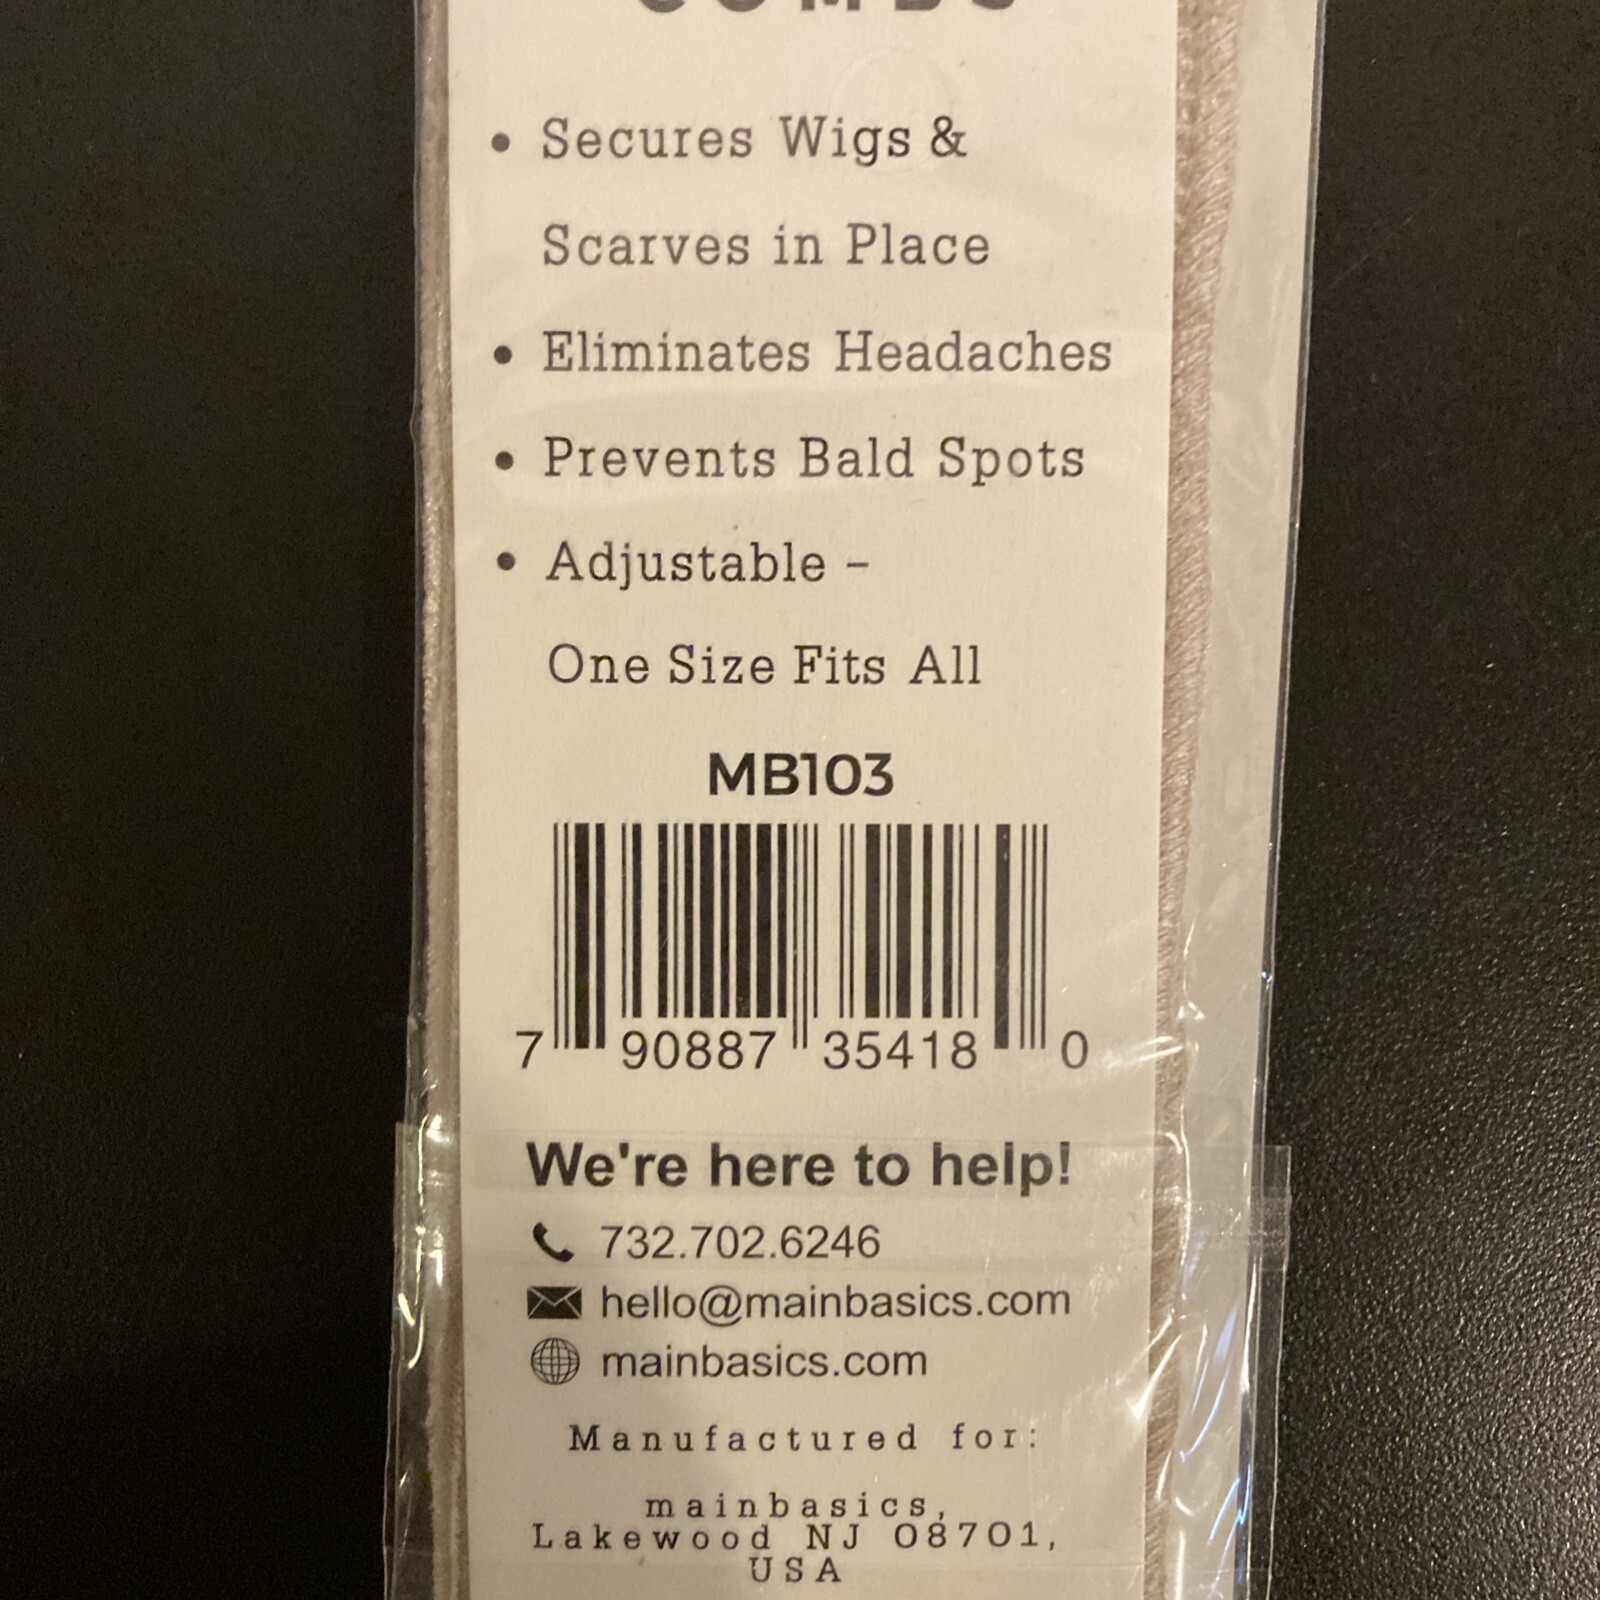 • Secures Wigs &
Scarves in Place
• Eliminates Headaches
• Prevents Bald Spots
• Adjustable –
One Size Fits All
MB103
7 90887 35418 0
We're here to help!
732.702.6246
hello@mainbasics.com
mainbasics.com
Manufactured for:
mainbasics,
Lakewood NJ 08701,
USA